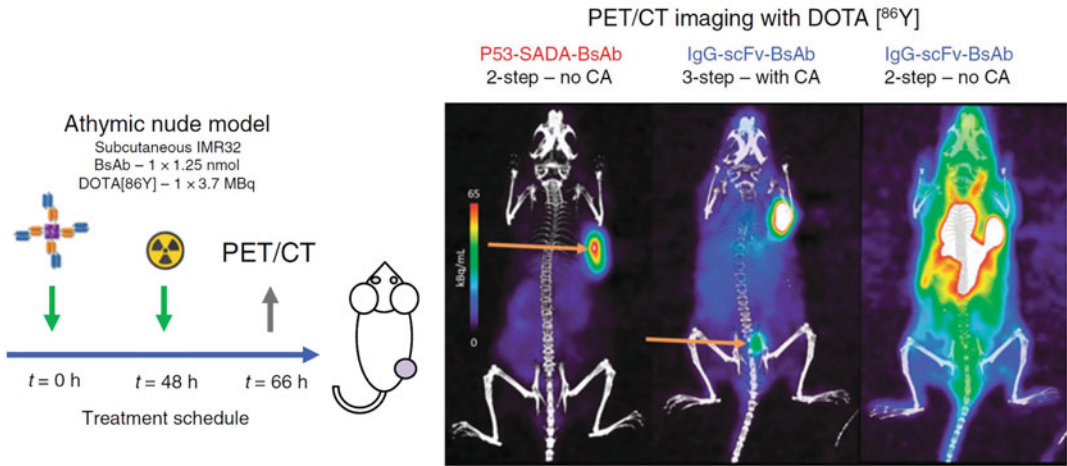 PET/CT imaging with DOTA [⁸⁶Y]
P53-SADA-BsAb
2-step – no CA
IgG-scFv-BsAb
3-step – with CA
IgG-scFv-BsAb
2-step – no CA
Athymic nude model
Subcutaneous IMR32
BsAb – 1 × 1.25 nmol
DOTA[86Y] – 1 × 3.7 MBq
PET/CT
t = 0 h
t = 48 h
t = 66 h
Treatment schedule
65
kBq/mL
0